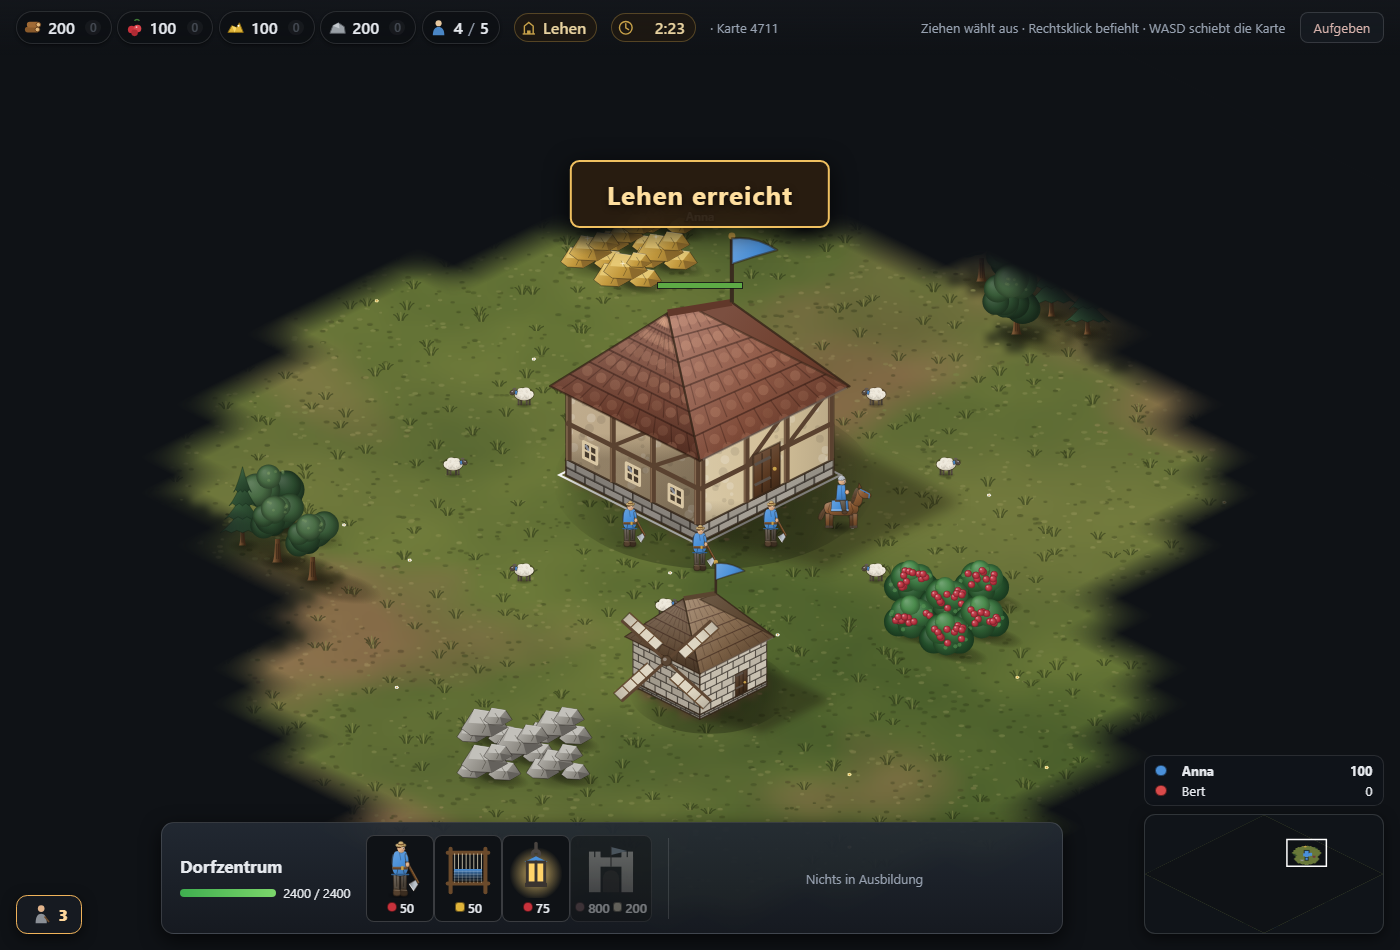 200 0 100 0 100 0 200 0 4 / 5 Lehen 2:23 · Karte 4711 Ziehen wählt aus · Rechtsklick befiehlt · WASD schiebt die Karte Aufgeben
Lehen erreicht
Anna
Anna 100
Bert 0
Dorfzentrum
2400 / 2400
50 50 75 800 200
Nichts in Ausbildung
3